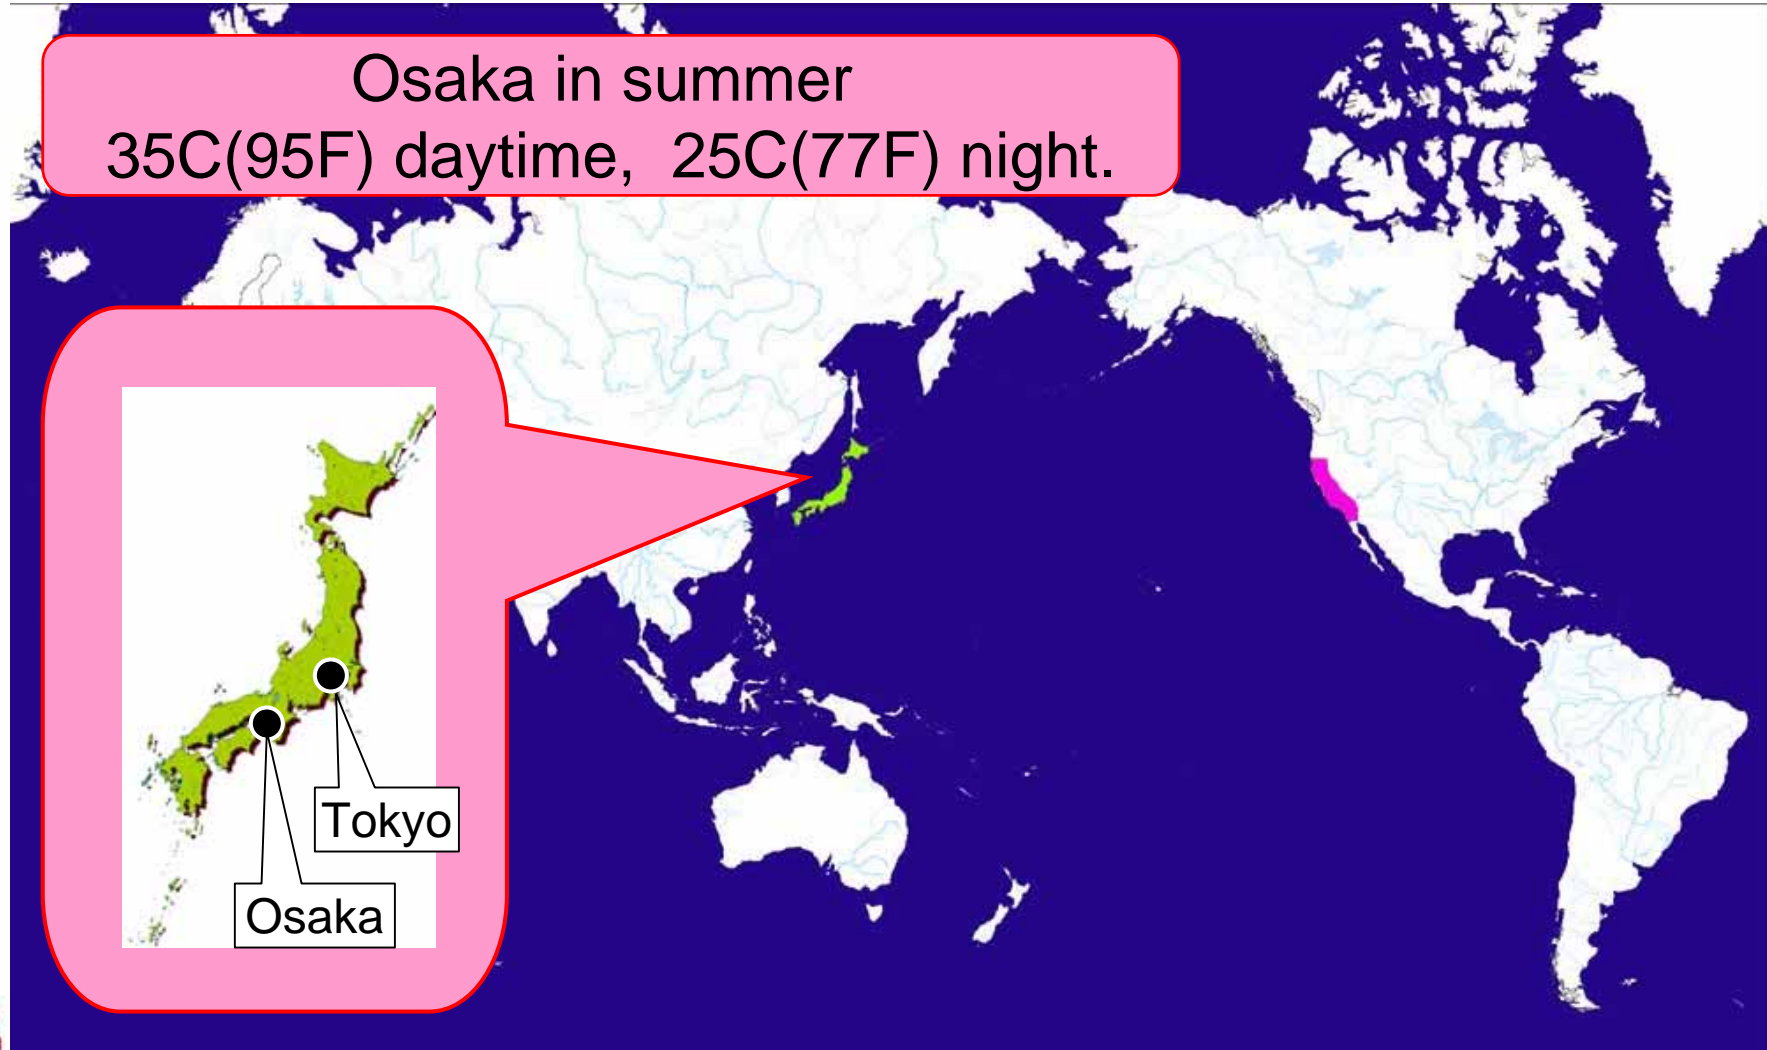 Osaka in summer
35C(95F) daytime, 25C(77F) night.
Tokyo
Osaka